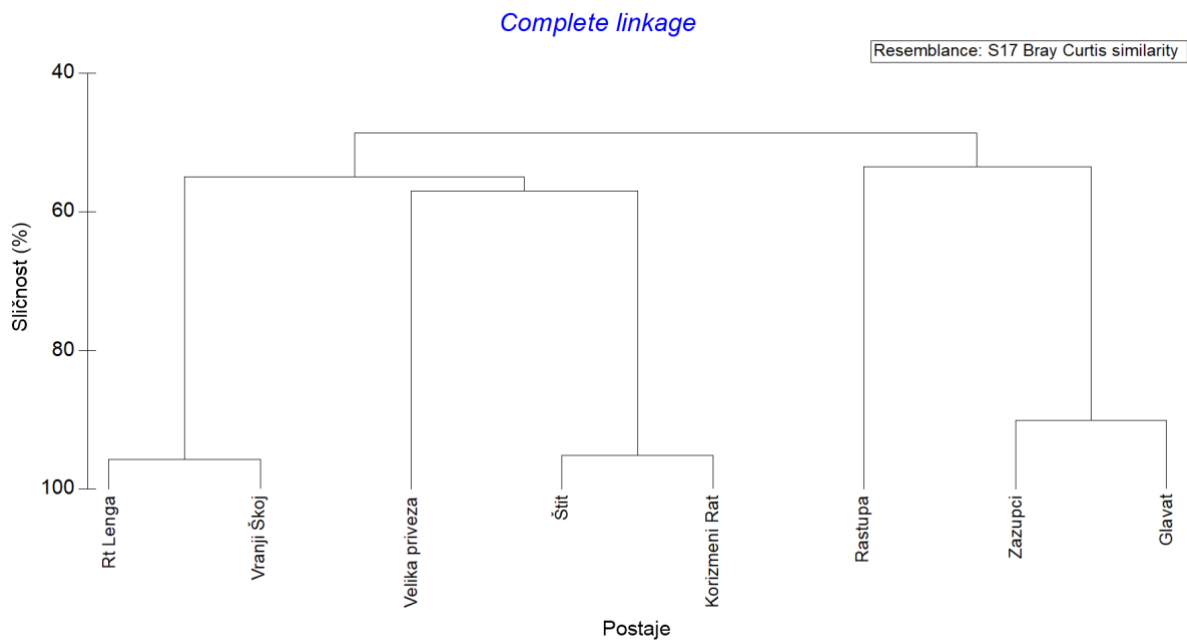 Complete linkage
Resemblance: S17 Bray Curtis similarity
40
60
80
100
Sličnost (%)
Rt Lenga
Vranji Školj
Velika priveza
Štit
Korizmeni Rat
Rastupa
Zazupci
Glavat
Postaje